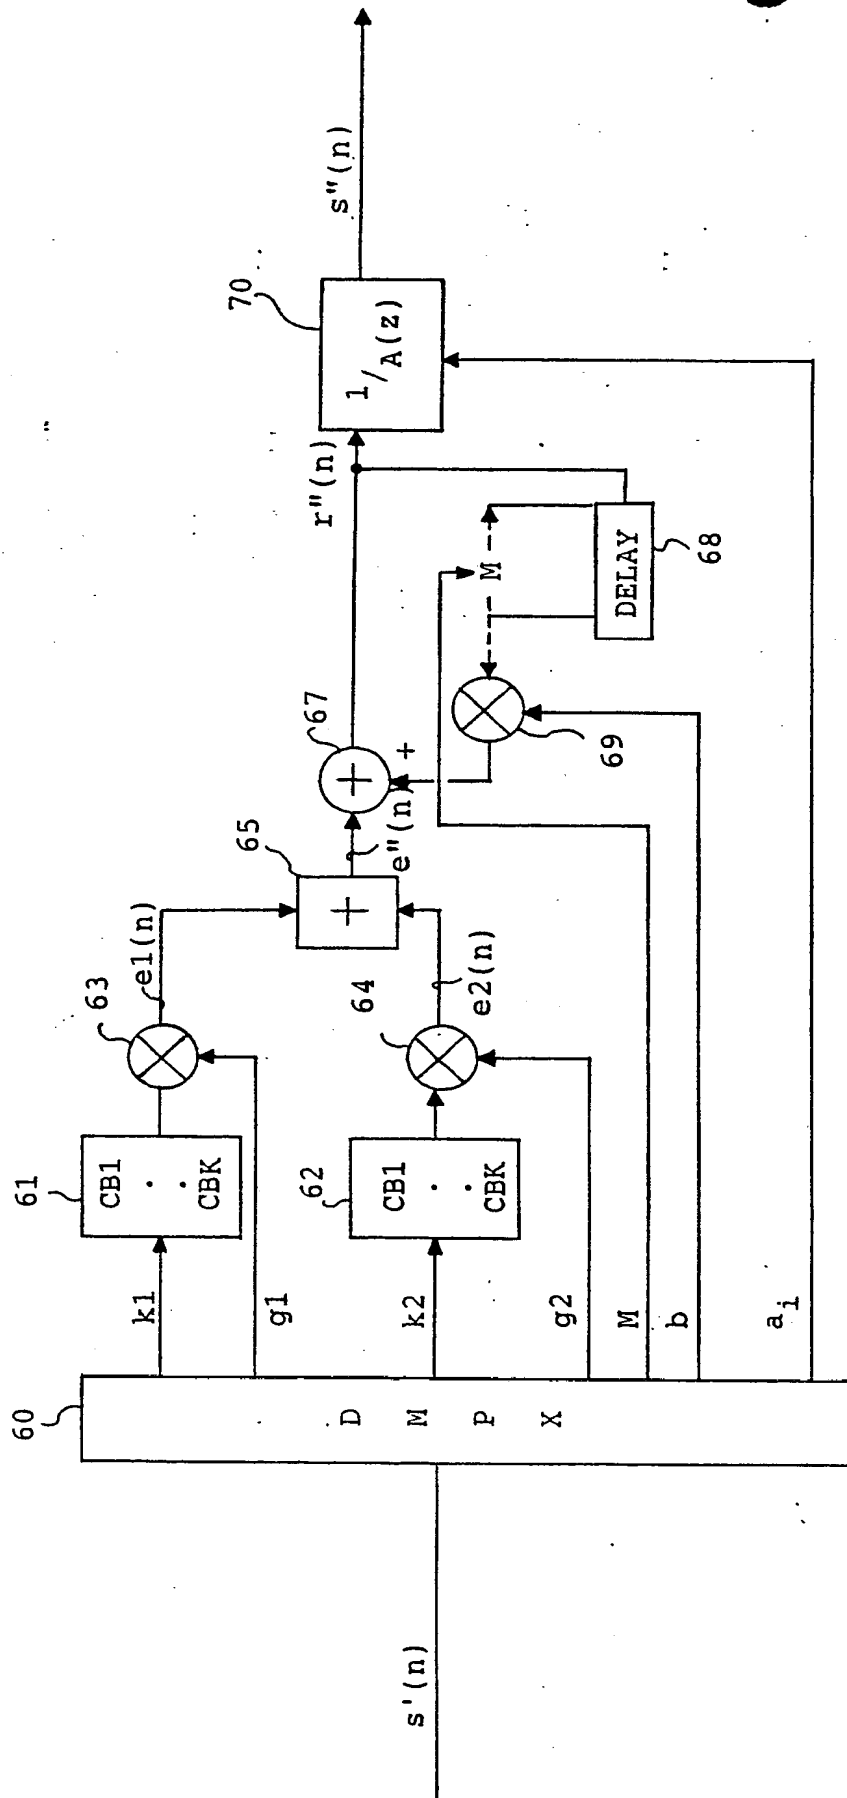 s'(n)
60
D M P X
k1
g1
k2
g2
M
b
a_i
61
CB1
. .
CBK
62
CB1
. .
CBK
63
e1(n)
64
e2(n)
65
+
e"(n)
67
+
+
69
M
DELAY
68
r"(n)
70
1/A(z)
s"(n)